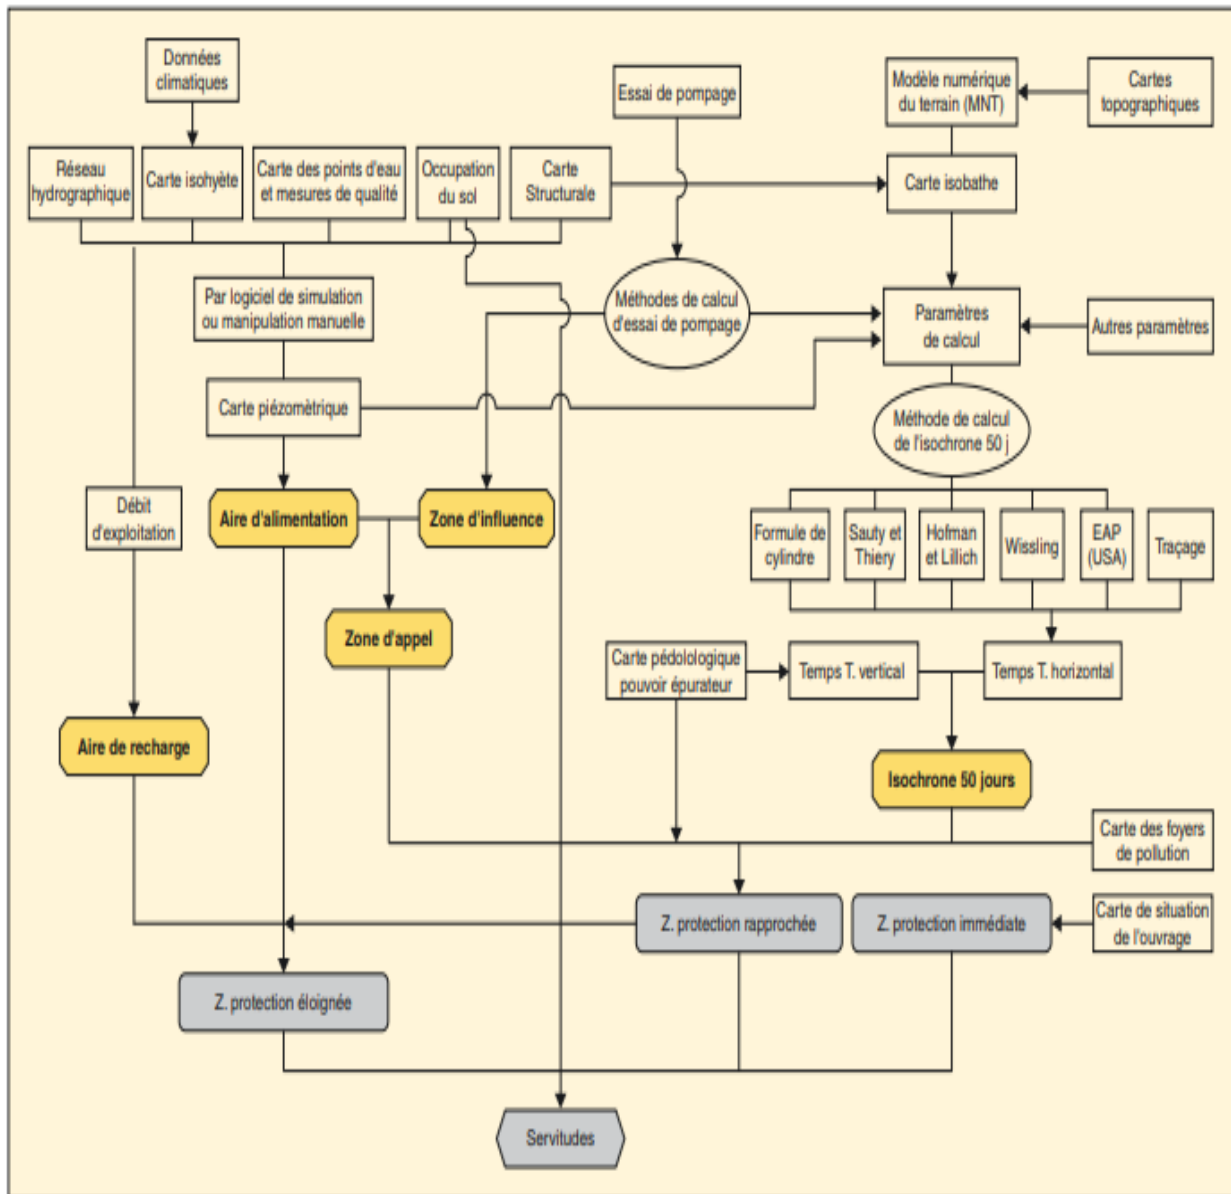 Données
climatiques
Essai de pompage
Modèle numérique
du terrain (MNT)
Cartes
topographiques
Réseau
hydrographique
Carte isohyète
Carte des points d'eau
et mesures de qualité
Occupation
du sol
Carte
Structurale
Carte isobathe
Par logiciel de simulation
ou manipulation manuelle
Méthodes de calcul
d'essai de pompage
Paramètres
de calcul
Autres paramètres
Carte piézomètrique
Méthode de calcul
de l'isochrone 50 j
Débit
d'exploitation
Aire d'alimentation
Zone d'influence
Formule de
cylindre
Sauty et
Thiery
Hofman
et Lillich
Wissling
EAP
(USA)
Traçage
Zone d'appel
Carte pédolologique
pouvoir épurateur
Temps T. vertical
Temps T. horizontal
Aire de recharge
Isochrone 50 jours
Carte des foyers
de pollution
Z. protection rapprochée
Z. protection immédiate
Carte de situation
de l'ouvrage
Z. protection éloignée
Servitudes